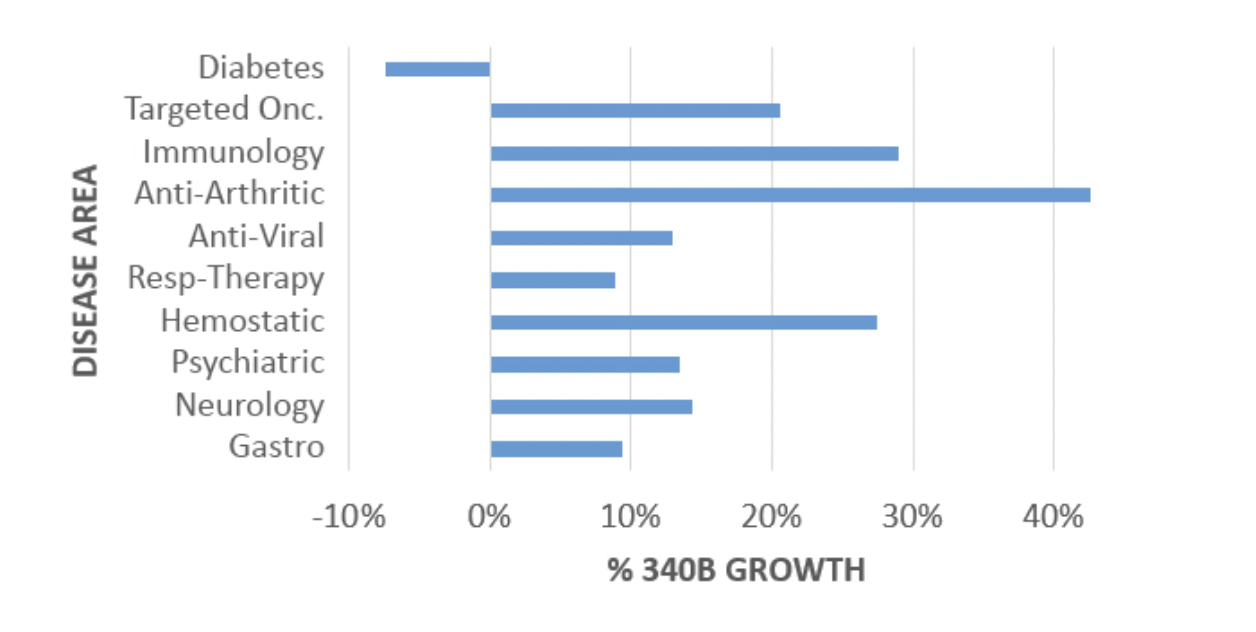 Diabetes
Targeted Onc.
Immunology
Anti-Arthritic
Anti-Viral
Resp-Therapy
Hemostatic
Psychiatric
Neurology
Gastro
DISEASE AREA
-10% 0% 10% 20% 30% 40%
% 340B GROWTH